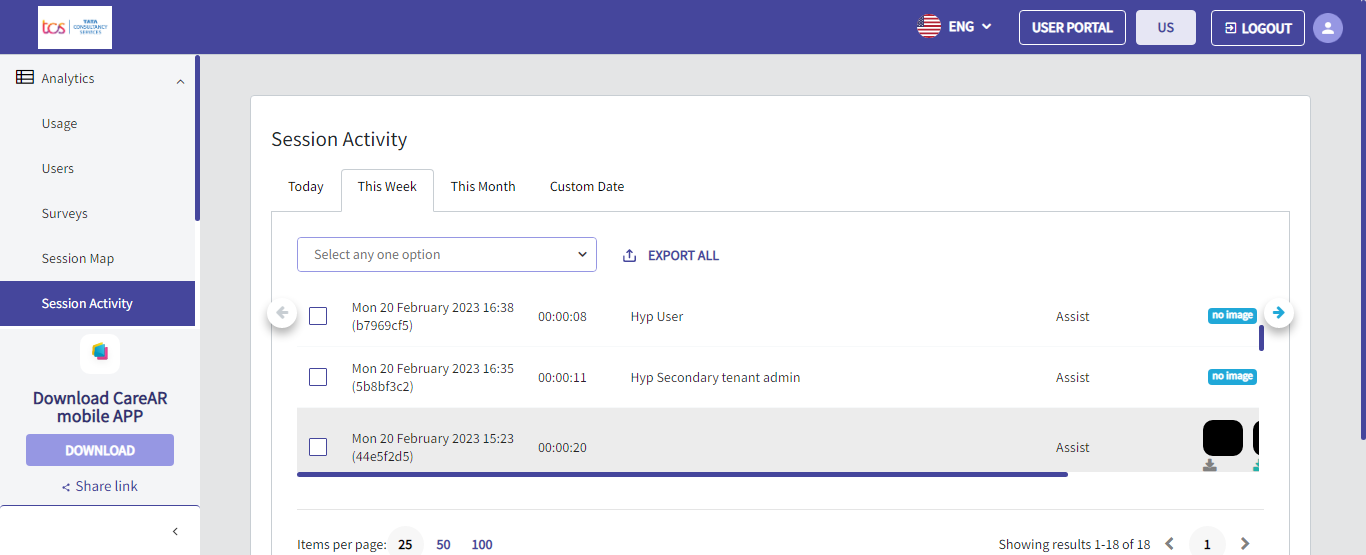 tcs TATA CONSULTANCY SERVICES
ENG
USER PORTAL
US
LOGOUT
Analytics
Usage
Users
Surveys
Session Map
Session Activity
Download CareAR
mobile APP
DOWNLOAD
Share link
Session Activity
Today This Week This Month Custom Date
Select any one option
EXPORT ALL
Mon 20 February 2023 16:38
(b7969cf5)
00:00:08
Hyp User
Assist
no image
Mon 20 February 2023 16:35
(5b8bf3c2)
00:00:11
Hyp Secondary tenant admin
Assist
no image
Mon 20 February 2023 15:23
(44e5f2d5)
00:00:20
Assist
Items per page: 25 50 100
Showing results 1-18 of 18
1